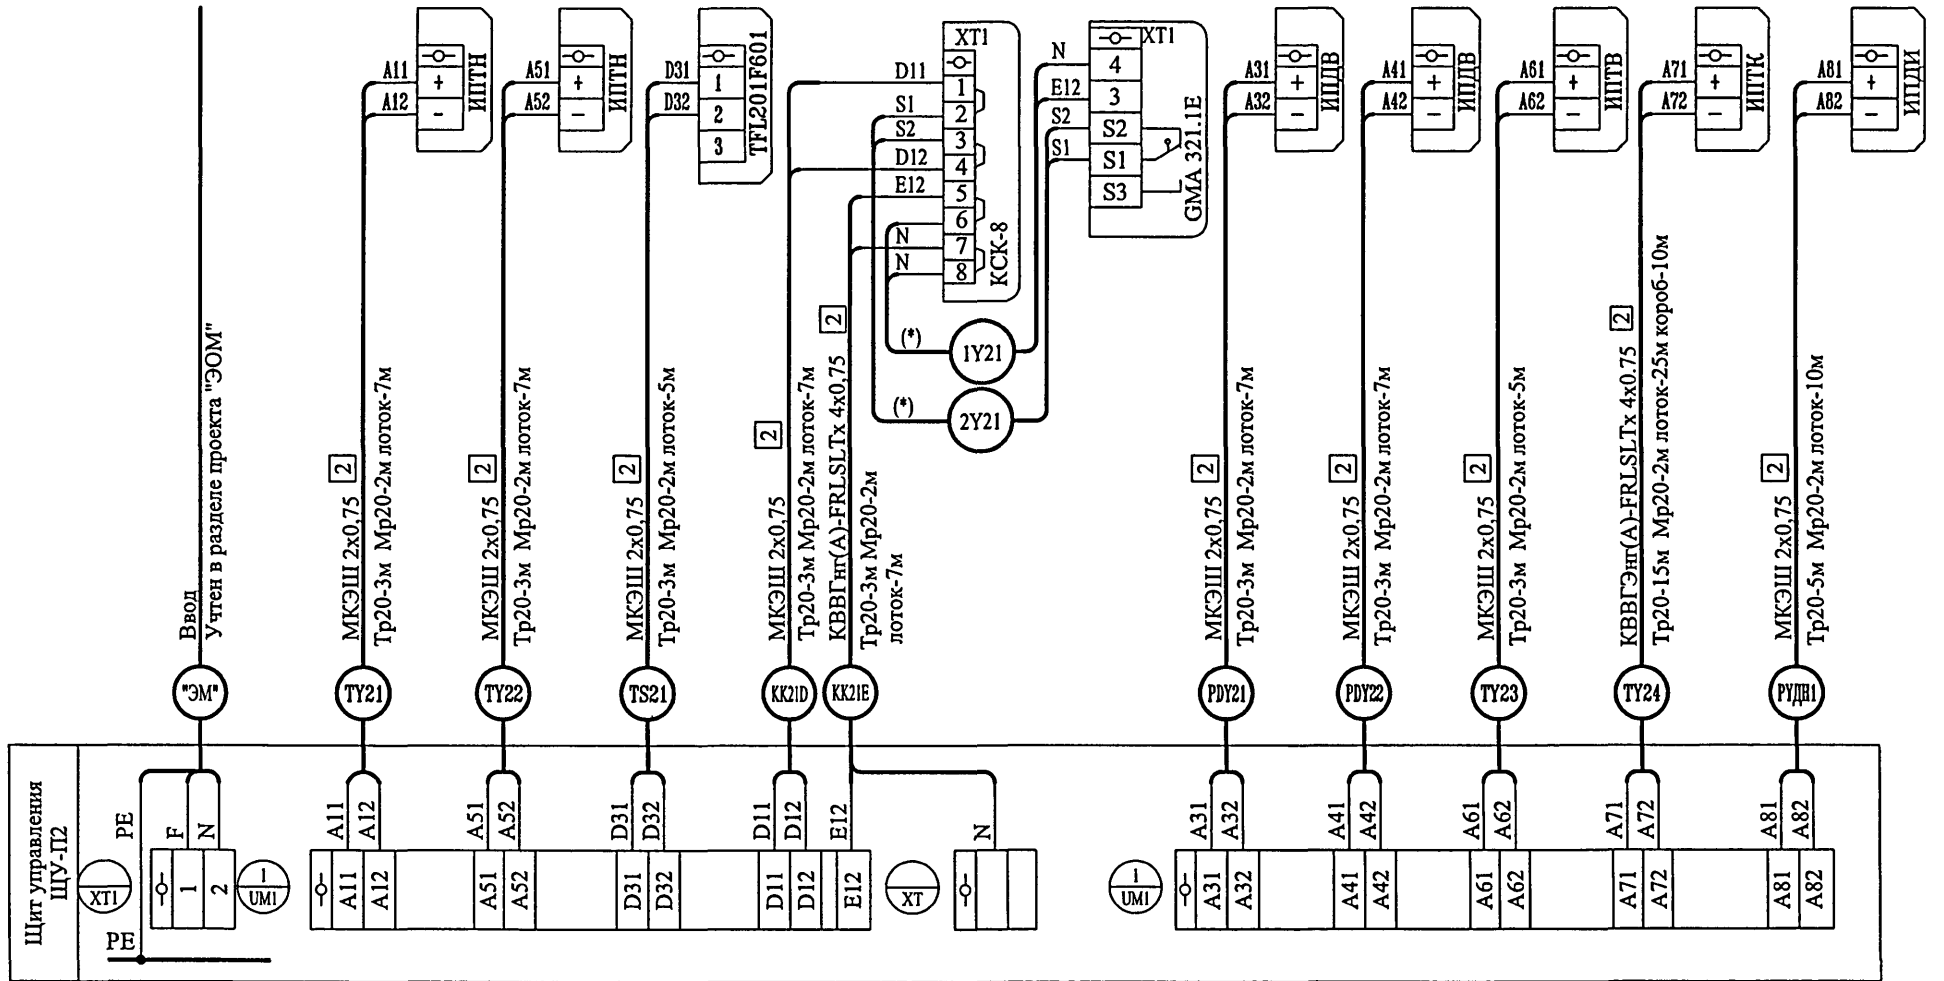 A11
A12
+
-
ИПТН
A51
A52
+
-
ИПТН
D31
D32
1
2
3
TFL201F601
XT1
D11
S1
S2
D12
E12
N
N
1
2
3
4
5
6
7
8
КСК-8
XT1
N
E12
S2
S1
4
3
S2
S1
S3
GMA 321.1E
A31
A32
+
-
ИПДВ
A41
A42
+
-
ИПДВ
A61
A62
+
-
ИПТВ
A71
A72
+
-
ИПТК
A81
A82
+
-
ИПДИ
(*)
1Y21
(*)
2Y21
Ввод
Учтен в разделе проекта "ЭОМ"
МКЭШ 2х0,75 2
Тр20-3м Мр20-2м лоток-7м
МКЭШ 2х0,75 2
Тр20-3м Мр20-2м лоток-7м
МКЭШ 2х0,75 2
Тр20-3м Мр20-2м лоток-5м
МКЭШ 2х0,75 2
Тр20-3м Мр20-2м лоток-7м
КВВГнг(А)-FRLSLTx 4х0,75 2
Тр20-3м Мр20-2м
лоток-7м
МКЭШ 2х0,75 2
Тр20-3м Мр20-2м лоток-7м
МКЭШ 2х0,75 2
Тр20-3м Мр20-2м лоток-7м
МКЭШ 2х0,75 2
Тр20-3м Мр20-2м лоток-5м
КВВГЭнг(А)-FRLSLTx 4х0.75 2
Тр20-15м Мр20-2м лоток-25м короб-10м
МКЭШ 2х0,75 2
Тр20-5м Мр20-2м лоток-10м
"ЭМ"
TY21
TY22
TS21
KK21D
KK21E
PDY21
PDY22
TY23
TY24
РУДН1
Щит управления
ЩУ-П2
PE
F
N
A11
A12
A51
A52
D31
D32
D11
D12
E12
N
A31
A32
A41
A42
A61
A62
A71
A72
A81
A82
XT1
1
2
1
UM1
A11
A12
A51
A52
D31
D32
D11
D12
E12
XT
1
UM1
A31
A32
A41
A42
A61
A62
A71
A72
A81
A82
PE